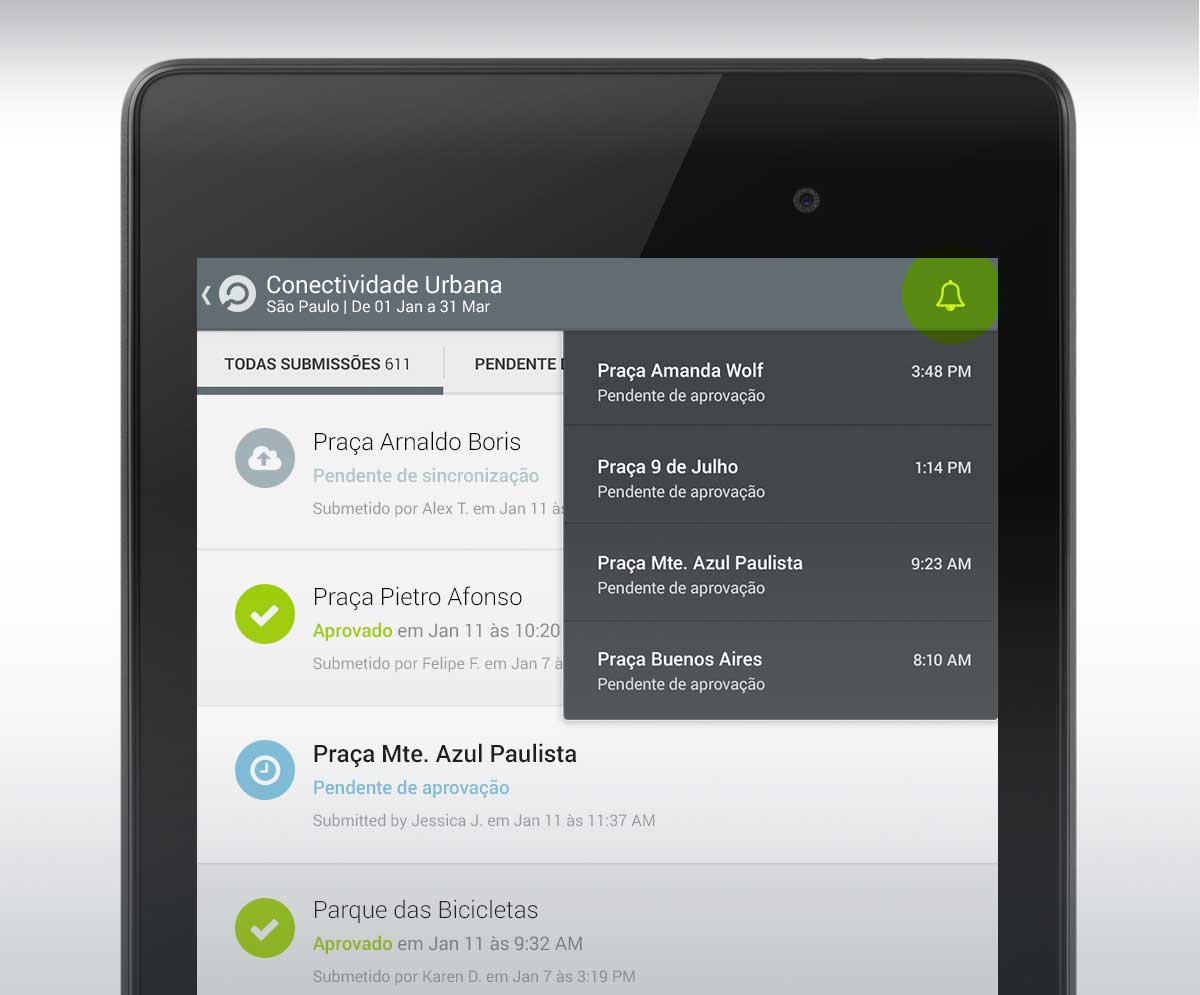 Conectividade Urbana
São Paulo | De 01 Jan a 31 Mar
TODAS SUBMISSÕES 611
PENDENTE
Praça Arnaldo Boris
Pendente de sincronização
Submetido por Alex T. em Jan 11 às
Praça Pietro Afonso
Aprovado em Jan 11 às 10:20
Submetido por Felipe F. em Jan 7 à
Praça Mte. Azul Paulista
Pendente de aprovação
Submitted by Jessica J. em Jan 11 às 11:37 AM
Parque das Bicicletas
Aprovado em Jan 11 às 9:32 AM
Submetido por Karen D. em Jan 7 às 3:19 PM
Praça Amanda Wolf 3:48 PM
Pendente de aprovação
Praça 9 de Julho 1:14 PM
Pendente de aprovação
Praça Mte. Azul Paulista 9:23 AM
Pendente de aprovação
Praça Buenos Aires 8:10 AM
Pendente de aprovação